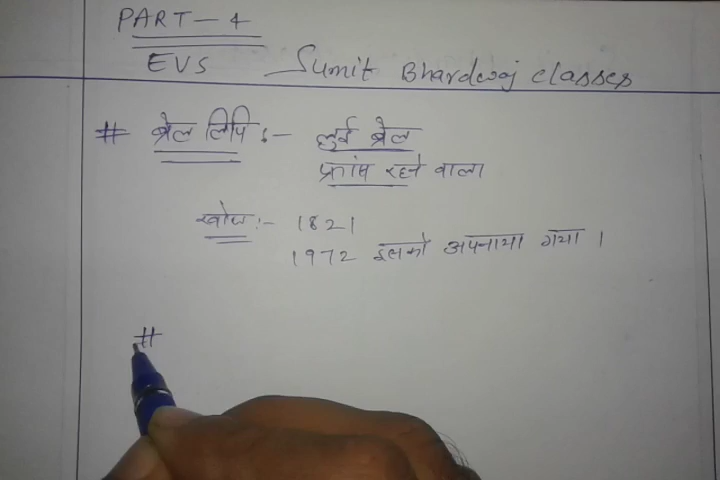 PART-4
EVS Sumit Bhardwaj classes
# ब्रेल लिपि :- लुई ब्रेल
फ्रांस रहने वाला
खोज :- 1821
1972 इसको अपनाया गया ।
#